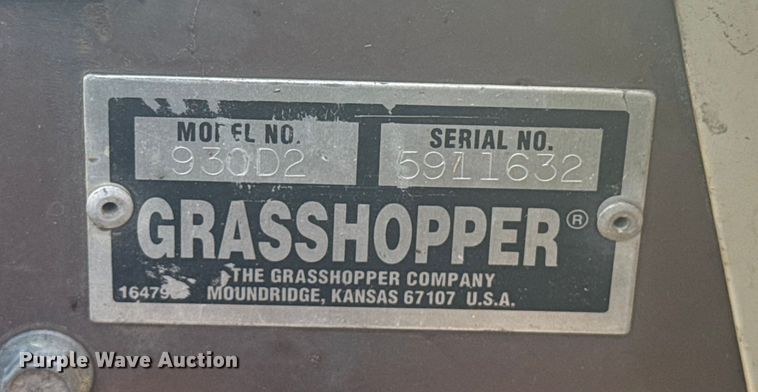 MODEL NO. SERIAL NO.
930D2 5911632
GRASSHOPPER®
THE GRASSHOPPER COMPANY
MOUNDRIDGE, KANSAS 67107 U.S.A.
Purple Wave Auction